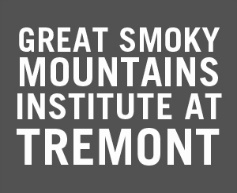 GREAT SMOKY
MOUNTAINS
INSTITUTE AT
TREMONT